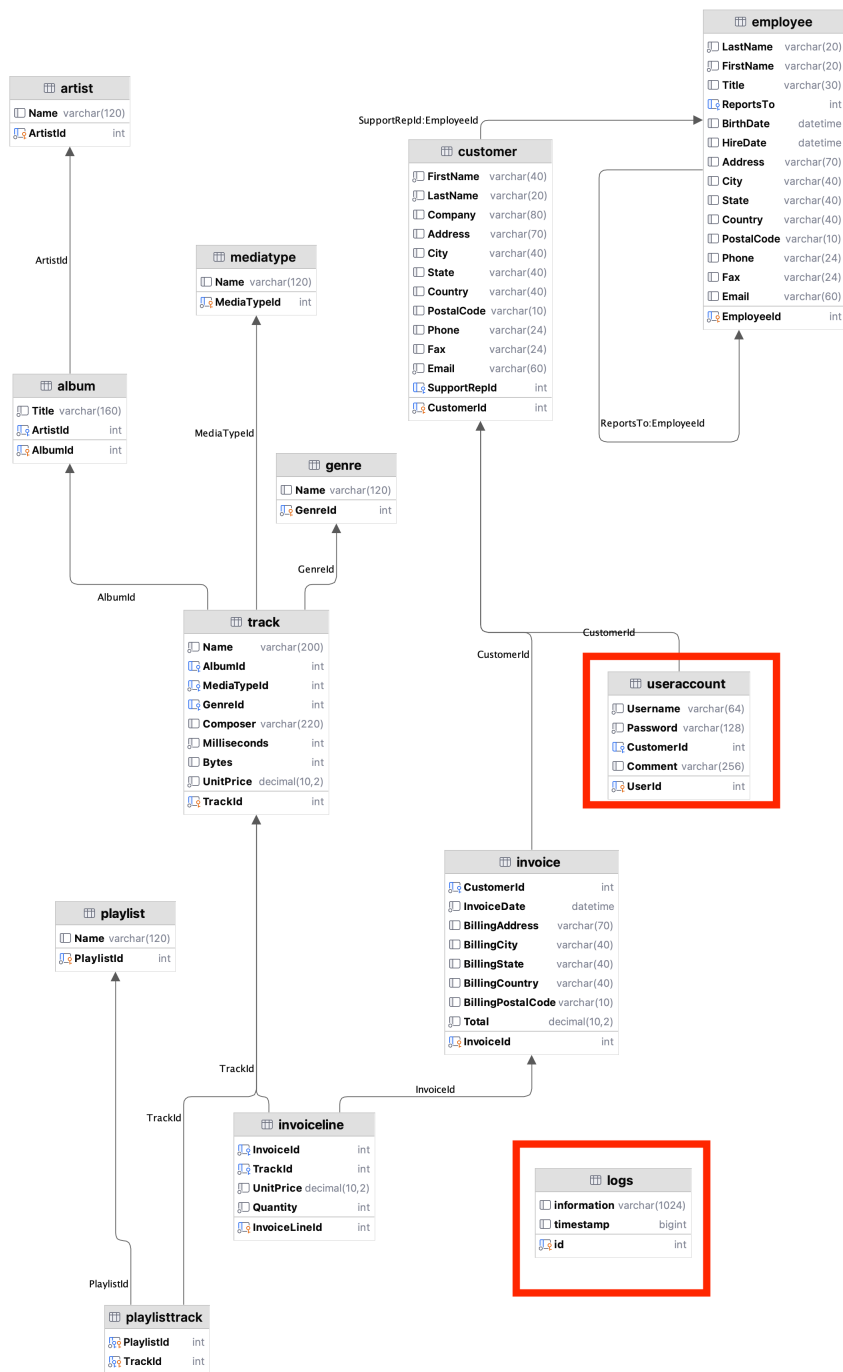 employee
LastName varchar(20)
FirstName varchar(20)
Title varchar(30)
ReportsTo int
BirthDate datetime
HireDate datetime
Address varchar(70)
City varchar(40)
State varchar(40)
Country varchar(40)
PostalCode varchar(10)
Phone varchar(24)
Fax varchar(24)
Email varchar(60)
EmployeeId int
artist
Name varchar(120)
ArtistId int
SupportRepId:EmployeeId
customer
FirstName varchar(40)
LastName varchar(20)
Company varchar(80)
Address varchar(70)
City varchar(40)
State varchar(40)
Country varchar(40)
PostalCode varchar(10)
Phone varchar(24)
Fax varchar(24)
Email varchar(60)
SupportRepId int
CustomerId int
ArtistId
mediatype
Name varchar(120)
MediaTypeId int
album
Title varchar(160)
ArtistId int
AlbumId int
MediaTypeId
ReportsTo:EmployeeId
genre
Name varchar(120)
GenreId int
GenreId
AlbumId
track
Name varchar(200)
AlbumId int
MediaTypeId int
GenreId int
Composer varchar(220)
Milliseconds int
Bytes int
UnitPrice decimal(10,2)
TrackId int
CustomerId
CustomerId
useraccount
Username varchar(64)
Password varchar(128)
CustomerId int
Comment varchar(256)
UserId int
invoice
CustomerId int
InvoiceDate datetime
BillingAddress varchar(70)
BillingCity varchar(40)
BillingState varchar(40)
BillingCountry varchar(40)
BillingPostalCode varchar(10)
Total decimal(10,2)
InvoiceId int
playlist
Name varchar(120)
PlaylistId int
TrackId
InvoiceId
TrackId
invoiceline
InvoiceId int
TrackId int
UnitPrice decimal(10,2)
Quantity int
InvoiceLineId int
logs
information varchar(1024)
timestamp bigint
id int
PlaylistId
playlisttrack
PlaylistId int
TrackId int